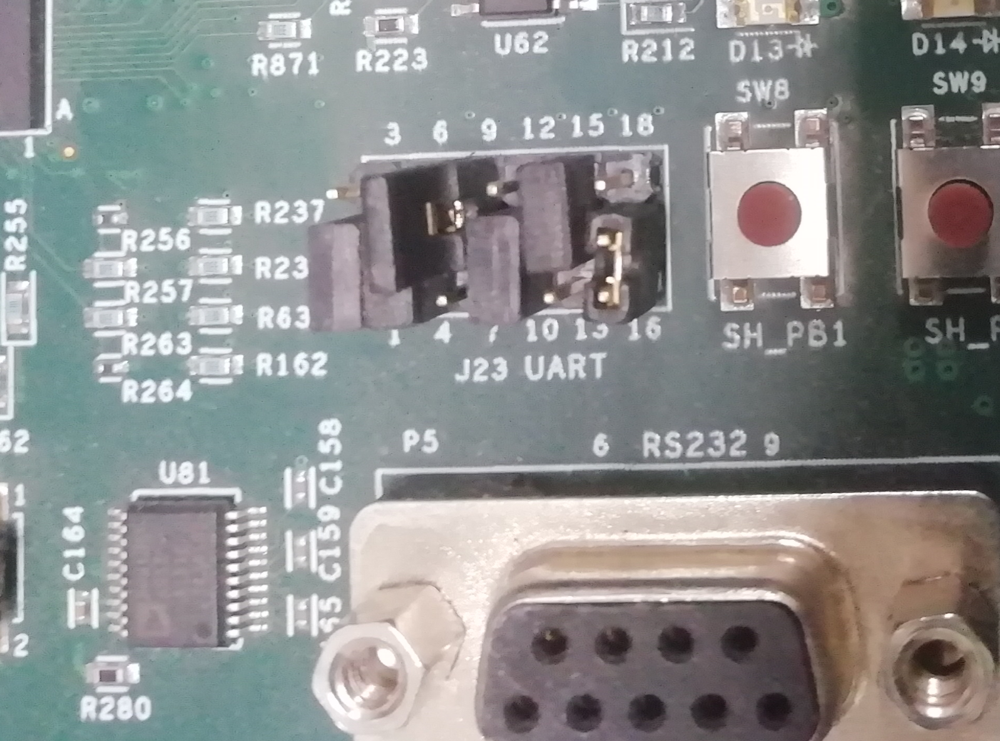 R871
R223
U62
R212
D13
D14
SW8
SW9
A
1
3 6 9 12 15 18
R255
R237
R256
R23
R257
R63
R263
R162
R264
1 4 7 10 13 16
J23 UART
SH_PB1
SH_P
62
P5
6 RS232 9
C158
U81
1
C164
C159
2
R280